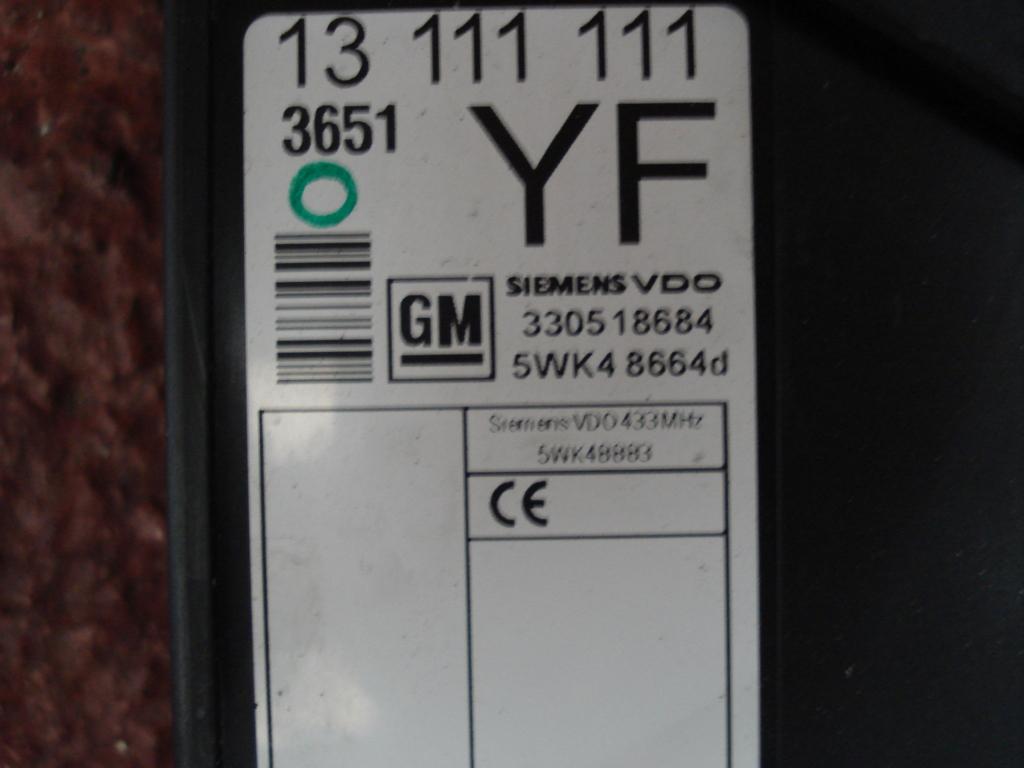 13 111 111
3651
YF
GM
SIEMENS VDO
330518684
5WK4 8664d
Siemens VDO 433MHz
5WK48883
CE